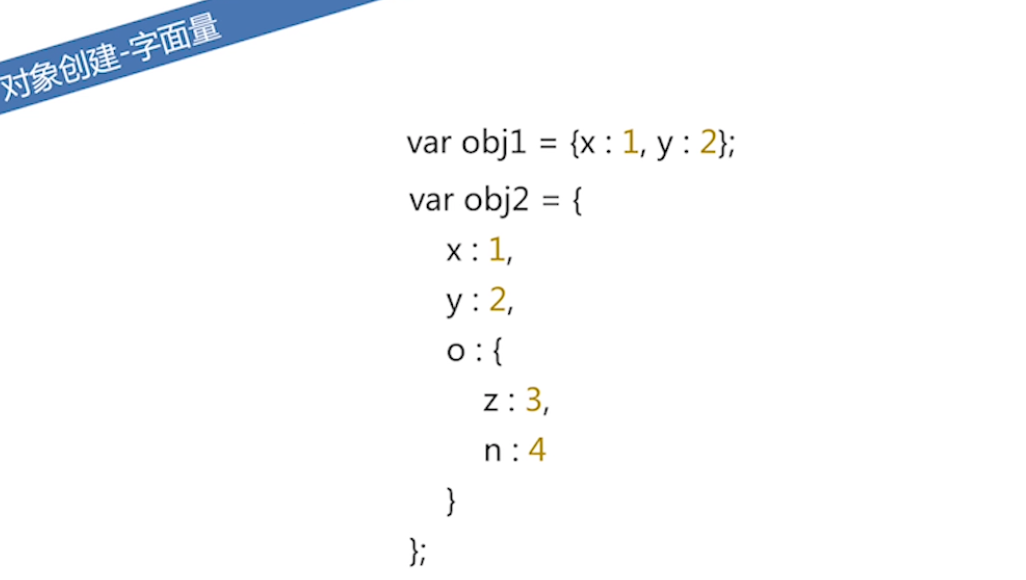 对象创建-字面量
var obj1 = {x : 1, y : 2};
var obj2 = {
x : 1,
y : 2,
o : {
z : 3,
n : 4
}
};